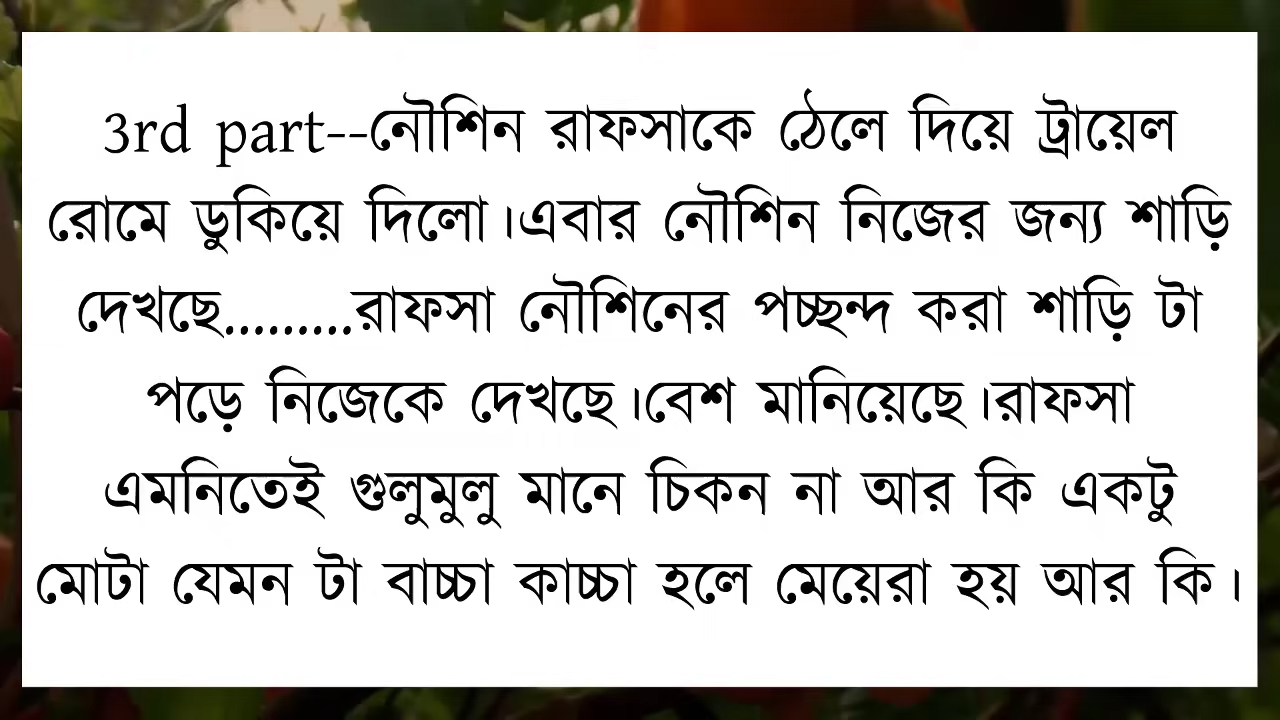 3rd part--নৌশিন রাফসাকে ঠেলে দিয়ে ট্রায়েল
রোমে ডুকিয়ে দিলো।এবার নৌশিন নিজের জন্য শাড়ি
দেখছে.........রাফসা নৌশিনের পচ্ছন্দ করা শাড়ি টা
পড়ে নিজেকে দেখছে।বেশ মানিয়েছে।রাফসা
এমনিতেই গুলুমুলু মানে চিকন না আর কি একটু
মোটা যেমন টা বাচ্চা কাচ্চা হলে মেয়েরা হয় আর কি।